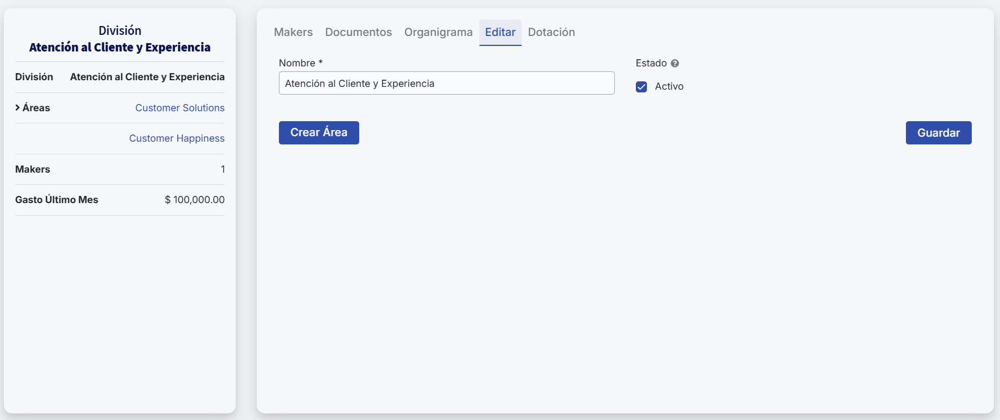 División
Atención al Cliente y Experiencia
División Atención al Cliente y Experiencia
Áreas Customer Solutions
Customer Happiness
Makers 1
Gasto Último Mes $ 100,000.00
Makers Documentos Organigrama Editar Dotación
Nombre * Estado
Atención al Cliente y Experiencia Activo
Crear Área Guardar